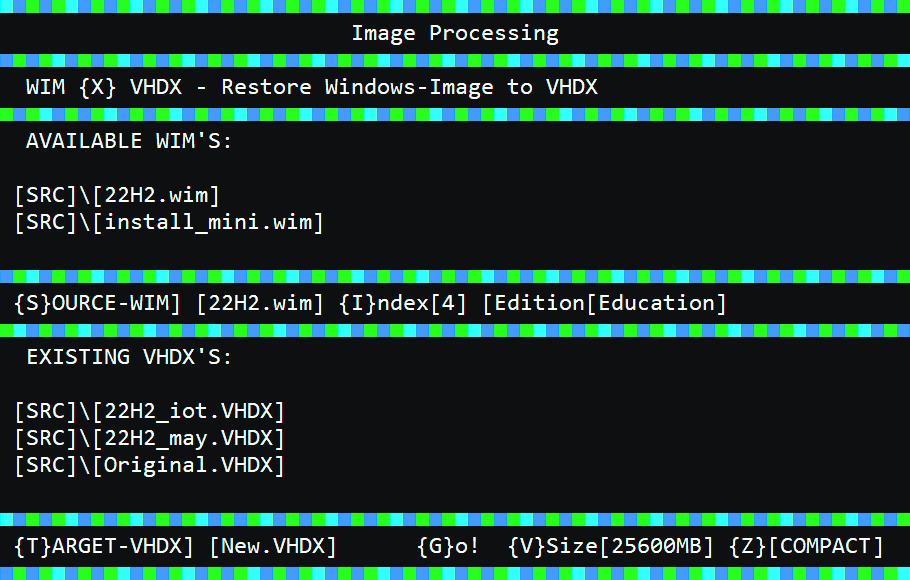 Image Processing
WIM {X} VHDX - Restore Windows-Image to VHDX
AVAILABLE WIM'S:
[SRC]\[22H2.wim]
[SRC]\[install_mini.wim]
{S}OURCE-WIM] [22H2.wim] {I}ndex[4] [Edition[Education]
EXISTING VHDX'S:
[SRC]\[22H2_iot.VHDX]
[SRC]\[22H2_may.VHDX]
[SRC]\[Original.VHDX]
{T}ARGET-VHDX] [New.VHDX] {G}o! {V}Size[25600MB] {Z}[COMPACT]